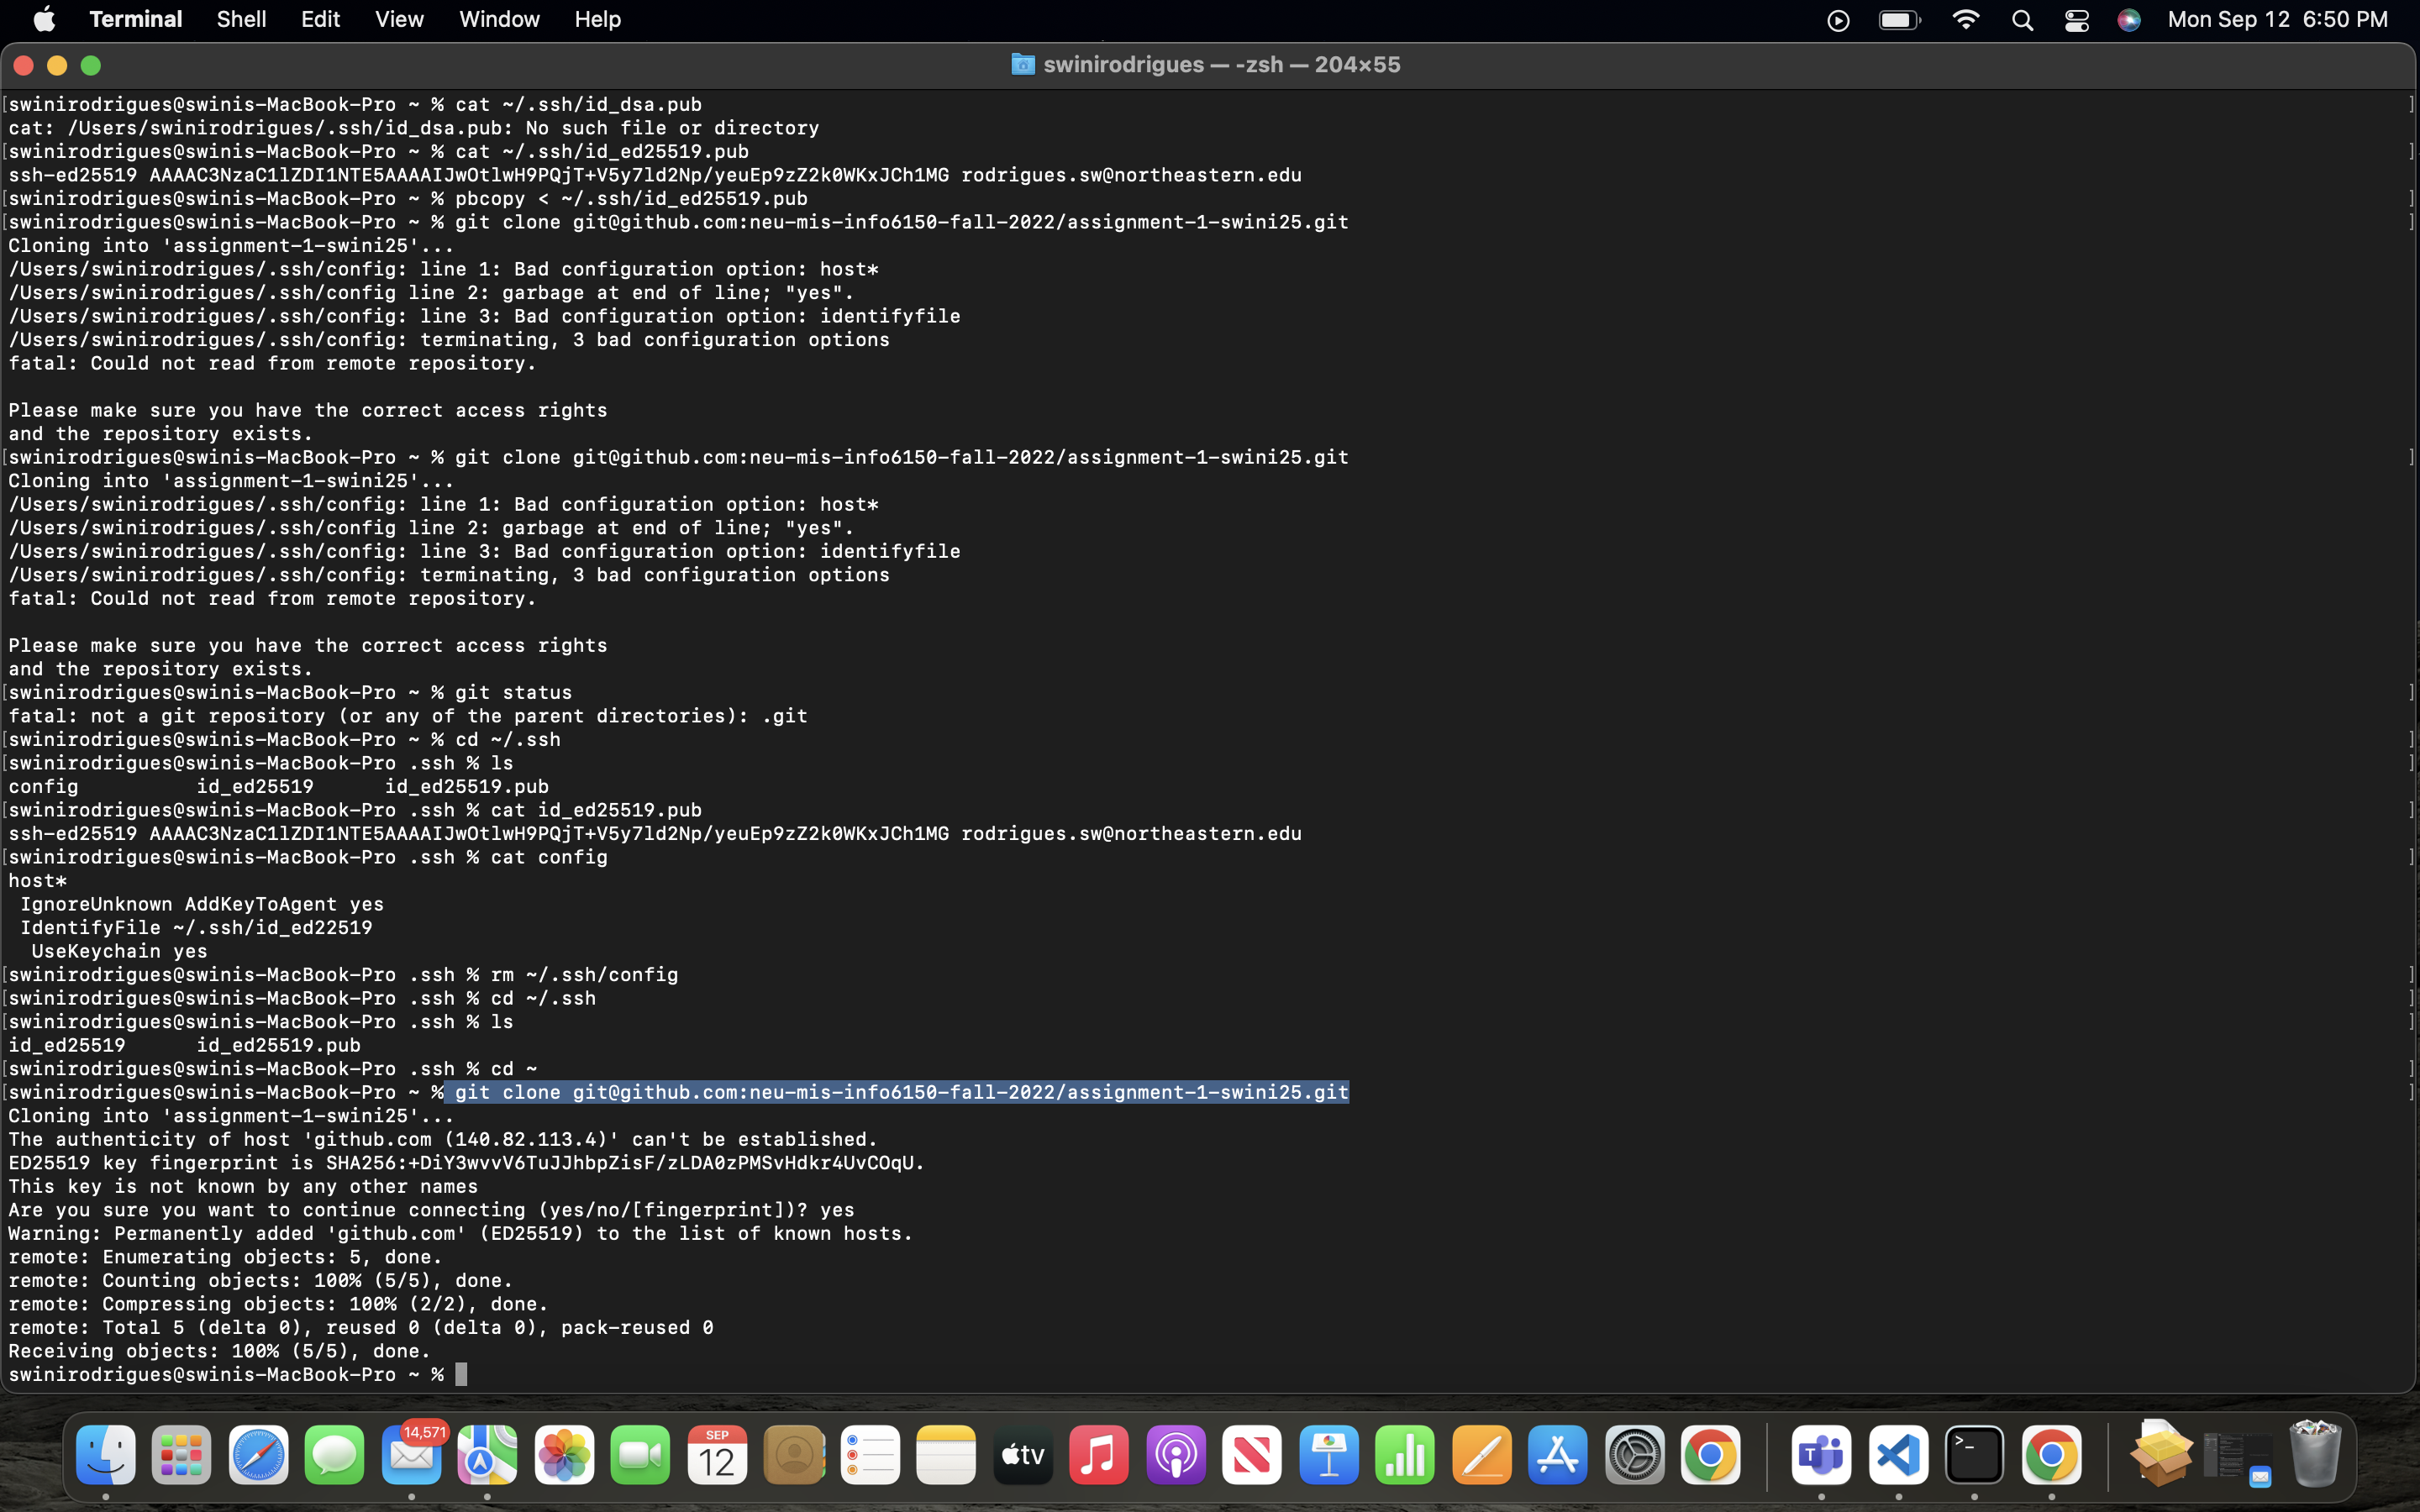 Terminal Shell Edit View Window Help Mon Sep 12 6:50 PM
swinirodrigues — -zsh — 204×55
[swinirodrigues@swinis-MacBook-Pro ~ % cat ~/.ssh/id_dsa.pub ]
cat: /Users/swinirodrigues/.ssh/id_dsa.pub: No such file or directory
[swinirodrigues@swinis-MacBook-Pro ~ % cat ~/.ssh/id_ed25519.pub ]
ssh-ed25519 AAAAC3NzaC1lZDI1NTE5AAAAIJwOtlwH9PQjT+V5y7ld2Np/yeuEp9zZ2k0WKxJCh1MG rodrigues.sw@northeastern.edu
[swinirodrigues@swinis-MacBook-Pro ~ % pbcopy < ~/.ssh/id_ed25519.pub ]
[swinirodrigues@swinis-MacBook-Pro ~ % git clone git@github.com:neu-mis-info6150-fall-2022/assignment-1-swini25.git ]
Cloning into 'assignment-1-swini25'...
/Users/swinirodrigues/.ssh/config: line 1: Bad configuration option: host*
/Users/swinirodrigues/.ssh/config line 2: garbage at end of line; "yes".
/Users/swinirodrigues/.ssh/config: line 3: Bad configuration option: identifyfile
/Users/swinirodrigues/.ssh/config: terminating, 3 bad configuration options
fatal: Could not read from remote repository.
Please make sure you have the correct access rights
and the repository exists.
[swinirodrigues@swinis-MacBook-Pro ~ % git clone git@github.com:neu-mis-info6150-fall-2022/assignment-1-swini25.git ]
Cloning into 'assignment-1-swini25'...
/Users/swinirodrigues/.ssh/config: line 1: Bad configuration option: host*
/Users/swinirodrigues/.ssh/config line 2: garbage at end of line; "yes".
/Users/swinirodrigues/.ssh/config: line 3: Bad configuration option: identifyfile
/Users/swinirodrigues/.ssh/config: terminating, 3 bad configuration options
fatal: Could not read from remote repository.
Please make sure you have the correct access rights
and the repository exists.
[swinirodrigues@swinis-MacBook-Pro ~ % git status ]
fatal: not a git repository (or any of the parent directories): .git
[swinirodrigues@swinis-MacBook-Pro ~ % cd ~/.ssh ]
[swinirodrigues@swinis-MacBook-Pro .ssh % ls ]
config id_ed25519 id_ed25519.pub
[swinirodrigues@swinis-MacBook-Pro .ssh % cat id_ed25519.pub ]
ssh-ed25519 AAAAC3NzaC1lZDI1NTE5AAAAIJwOtlwH9PQjT+V5y7ld2Np/yeuEp9zZ2k0WKxJCh1MG rodrigues.sw@northeastern.edu
[swinirodrigues@swinis-MacBook-Pro .ssh % cat config ]
host*
IgnoreUnknown AddKeyToAgent yes
IdentifyFile ~/.ssh/id_ed22519
UseKeychain yes
[swinirodrigues@swinis-MacBook-Pro .ssh % rm ~/.ssh/config ]
[swinirodrigues@swinis-MacBook-Pro .ssh % cd ~/.ssh ]
[swinirodrigues@swinis-MacBook-Pro .ssh % ls ]
id_ed25519 id_ed25519.pub
[swinirodrigues@swinis-MacBook-Pro .ssh % cd ~ ]
[swinirodrigues@swinis-MacBook-Pro ~ % git clone git@github.com:neu-mis-info6150-fall-2022/assignment-1-swini25.git ]
Cloning into 'assignment-1-swini25'...
The authenticity of host 'github.com (140.82.113.4)' can't be established.
ED25519 key fingerprint is SHA256:+DiY3wvvV6TuJJhbpZisF/zLDA0zPMSvHdkr4UvCOqU.
This key is not known by any other names
Are you sure you want to continue connecting (yes/no/[fingerprint])? yes
Warning: Permanently added 'github.com' (ED25519) to the list of known hosts.
remote: Enumerating objects: 5, done.
remote: Counting objects: 100% (5/5), done.
remote: Compressing objects: 100% (2/2), done.
remote: Total 5 (delta 0), reused 0 (delta 0), pack-reused 0
Receiving objects: 100% (5/5), done.
swinirodrigues@swinis-MacBook-Pro ~ %
14,571
SEP
12
tv
T
>_